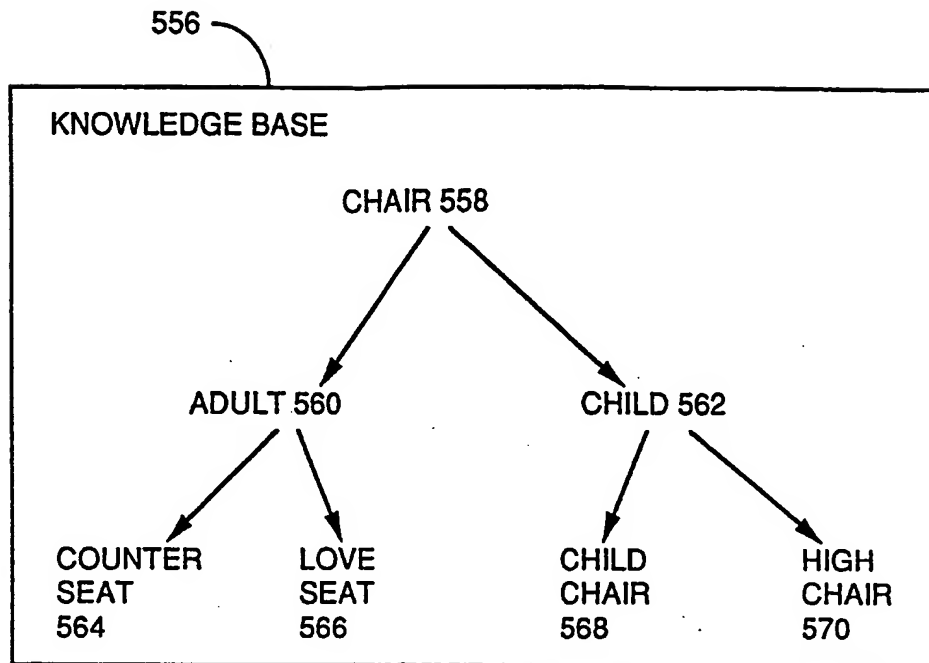 556
KNOWLEDGE BASE
CHAIR 558
ADULT 560
CHILD 562
COUNTER
SEAT
564
LOVE
SEAT
566
CHILD
CHAIR
568
HIGH
CHAIR
570